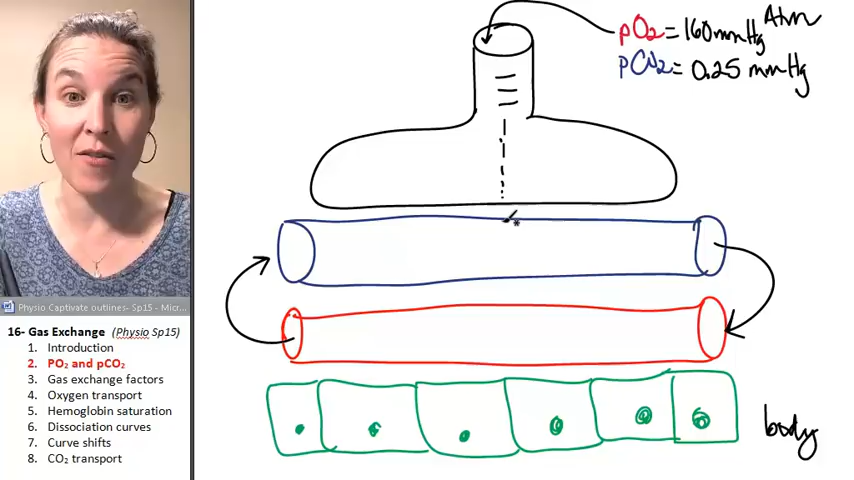 pO2 = 160 mmHg Atm
pCO2 = 0.25 mmHg
Physio Captivate outlines- Sp15 - Micr...
16- Gas Exchange (Physio Sp15)
1. Introduction
2. PO₂ and pCO₂
3. Gas exchange factors
4. Oxygen transport
5. Hemoglobin saturation
6. Dissociation curves
7. Curve shifts
8. CO₂ transport
body